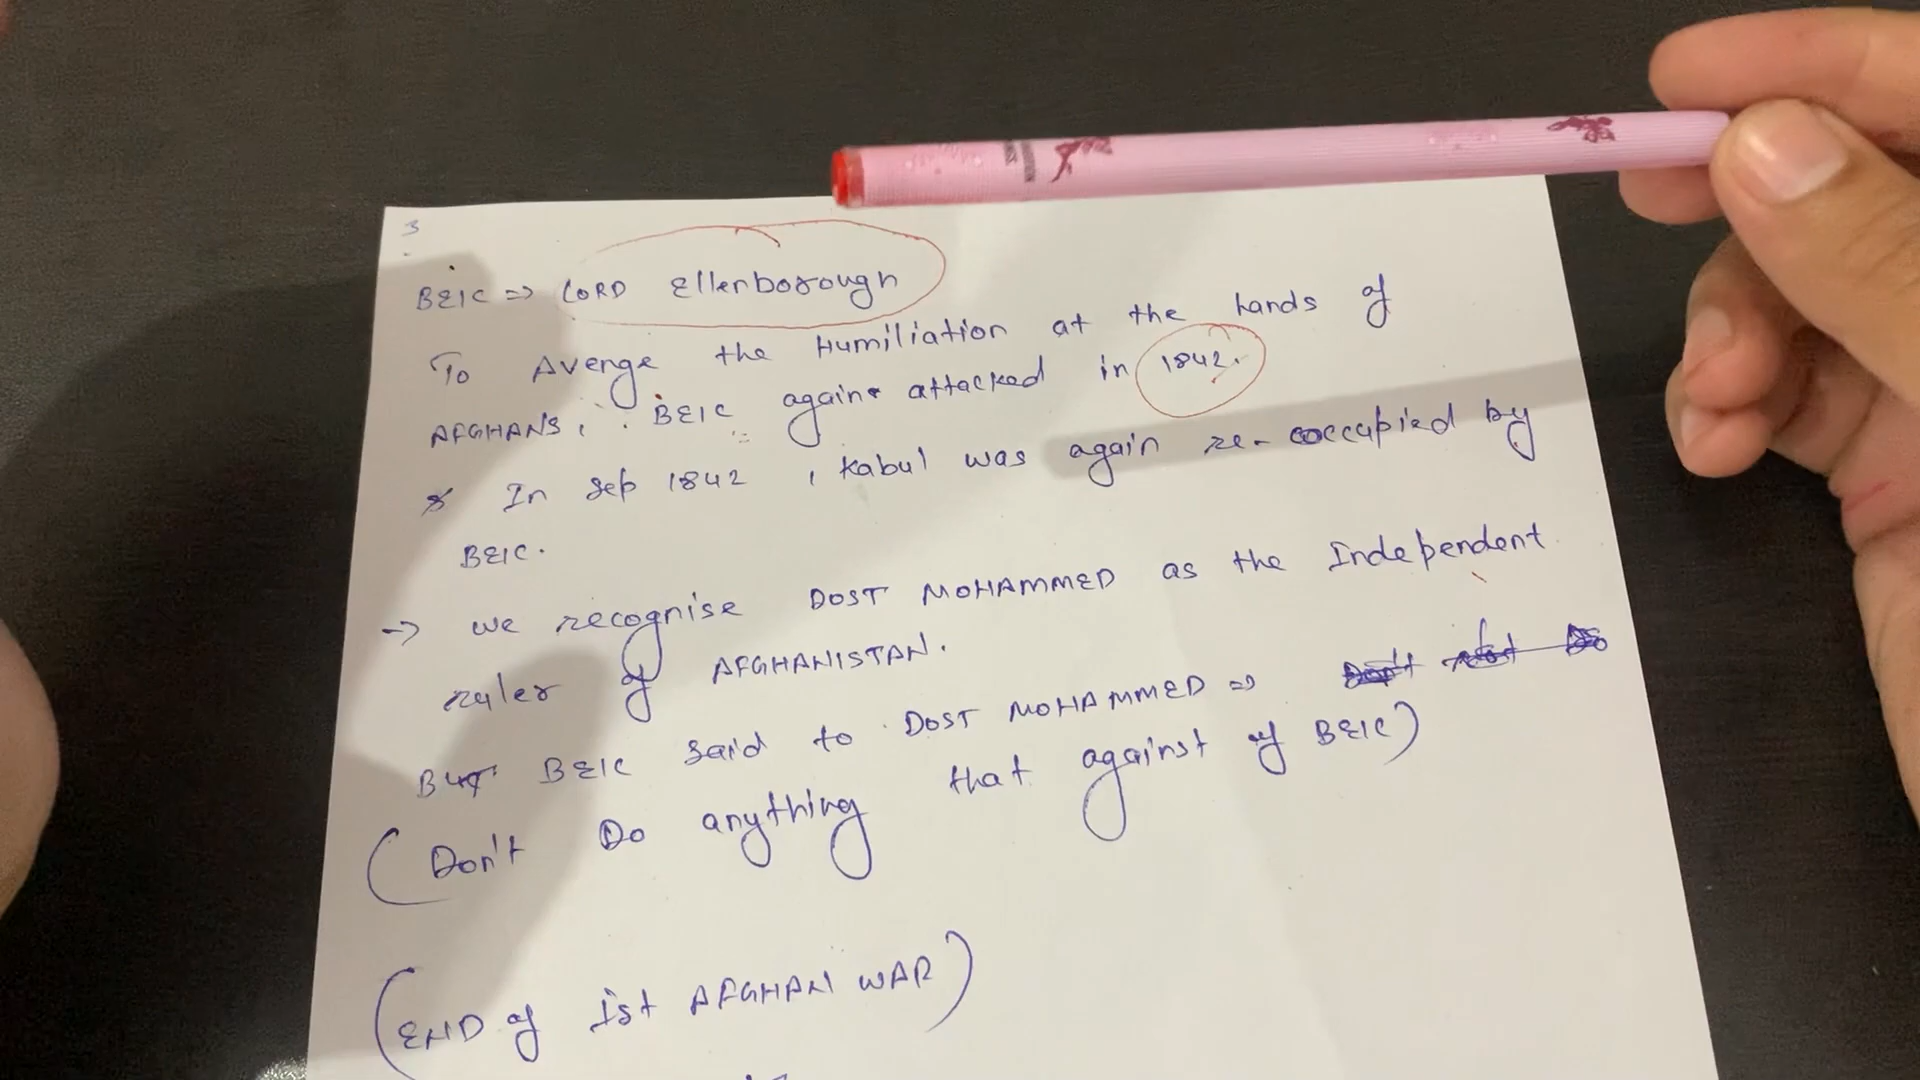 3
BEIC => LORD Ellenborough
To Avenge the Humiliation at the hands of
AFGHANS, BEIC again attacked in 1842.
* In Sep 1842, Kabul was again re-occupied by
BEIC.
-> we recognise DOST MOHAMMED as the Independent
ruler of AFGHANISTAN.
But BEIC said to DOST MOHAMMED =>
(Don't Do anything that against of BEIC)
(END of Ist AFGHAN WAR)